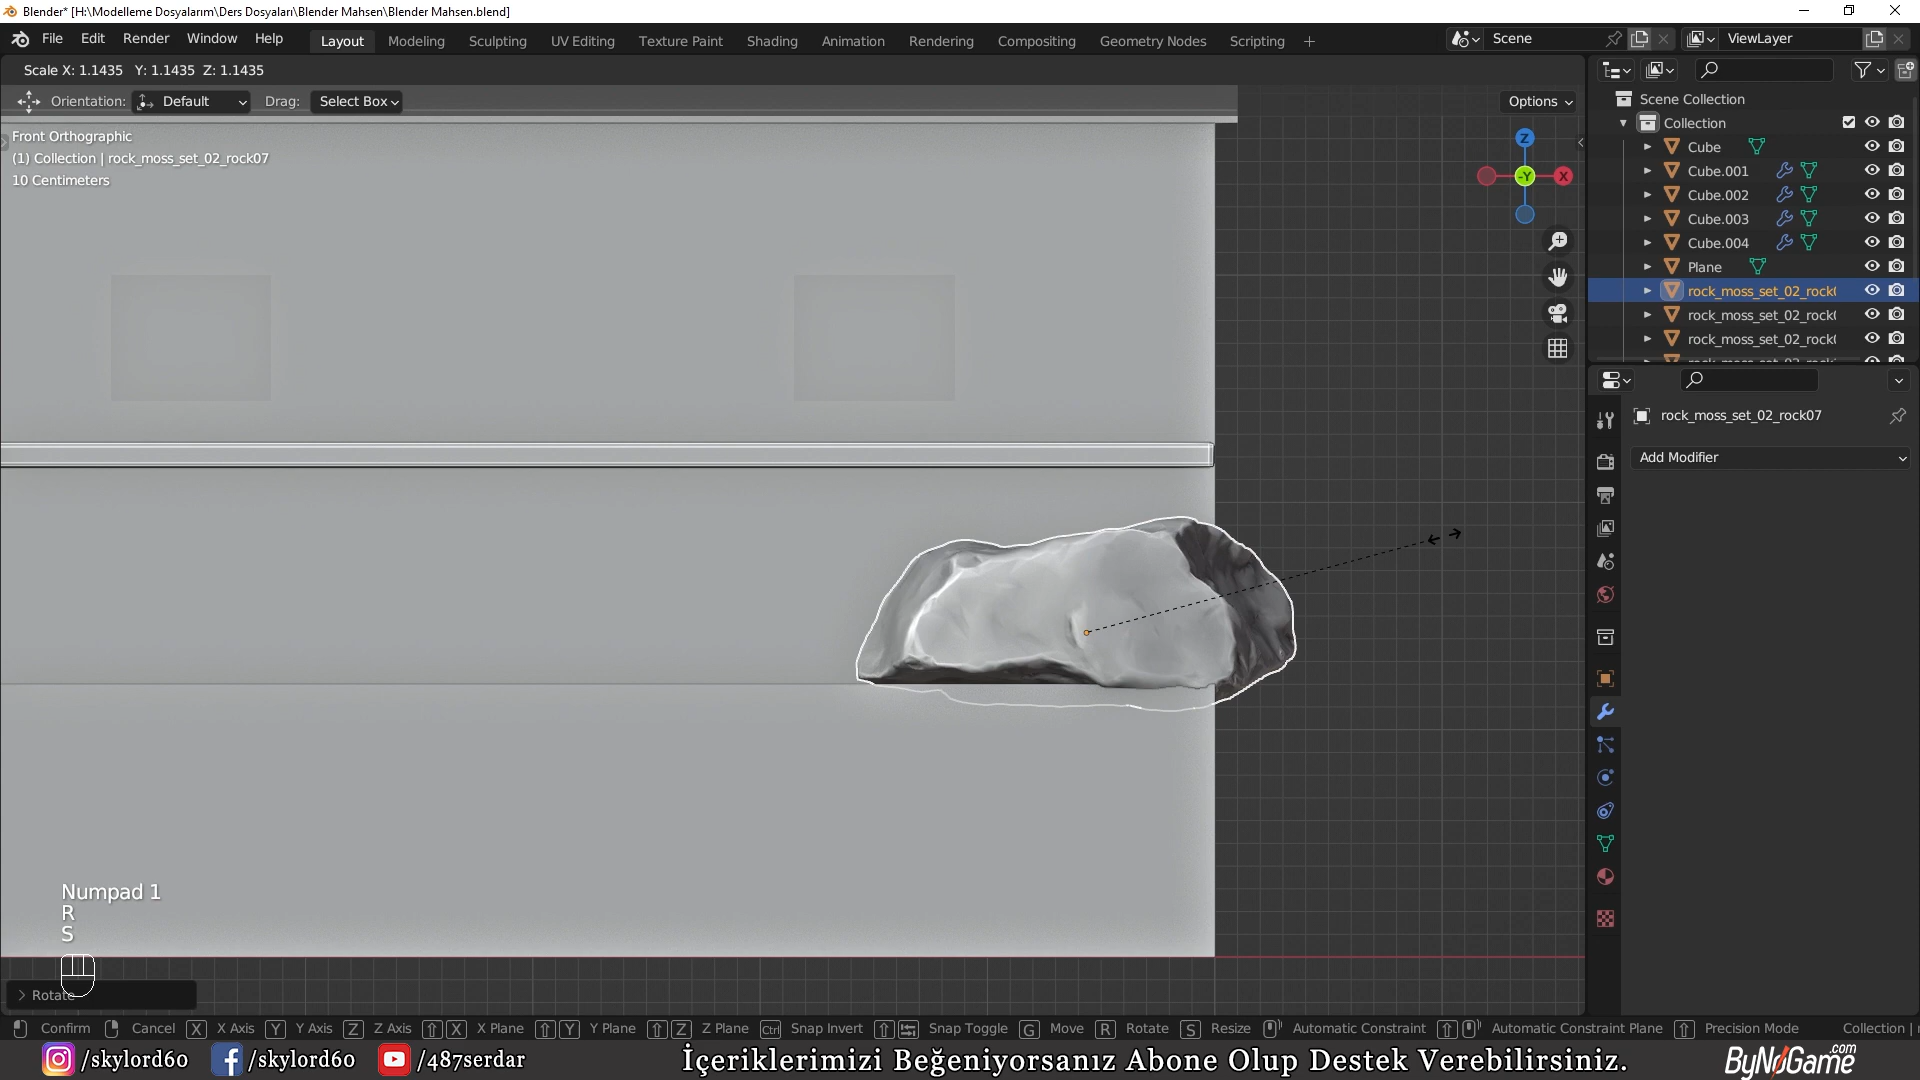 Blender* [H:\Modelleme Dosyalarım\Ders Dosyaları\Blender Mahsen\Blender Mahsen.blend]
File Edit Render Window Help Layout Modeling Sculpting UV Editing Texture Paint Shading Animation Rendering Compositing Geometry Nodes Scripting + Scene ViewLayer
Scale X: 1.1435 Y: 1.1435 Z: 1.1435
Orientation: Default Drag: Select Box Options
Front Orthographic
(1) Collection | rock_moss_set_02_rock07
10 Centimeters
Z
-Y
X
Scene Collection
Collection
Cube
Cube.001
Cube.002
Cube.003
Cube.004
Plane
rock_moss_set_02_rock
rock_moss_set_02_rock
rock_moss_set_02_rock
rock_moss_set_02_rock07
Add Modifier
Numpad 1
R
S
Rotate
Confirm Cancel X X Axis Y Y Axis Z Z Axis X X Plane Y Y Plane Z Z Plane Ctrl Snap Invert Snap Toggle G Move R Rotate S Resize Automatic Constraint Automatic Constraint Plane Precision Mode Collection |
/skylord60 /skylord60 /487serdar İçeriklerimizi Beğeniyorsanız Abone Olup Destek Verebilirsiniz. ByNoGame.com